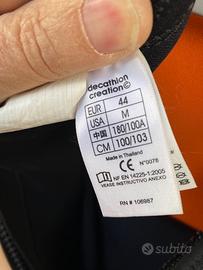 decathlon
creation©
EUR 44
USA M
中国 180/100A
CM 100/103
Made in Thailand
CE N°0078
NF EN 14225-1:2005
VEASE INSTRUCTIVO ANEXO
RN # 106987
subito